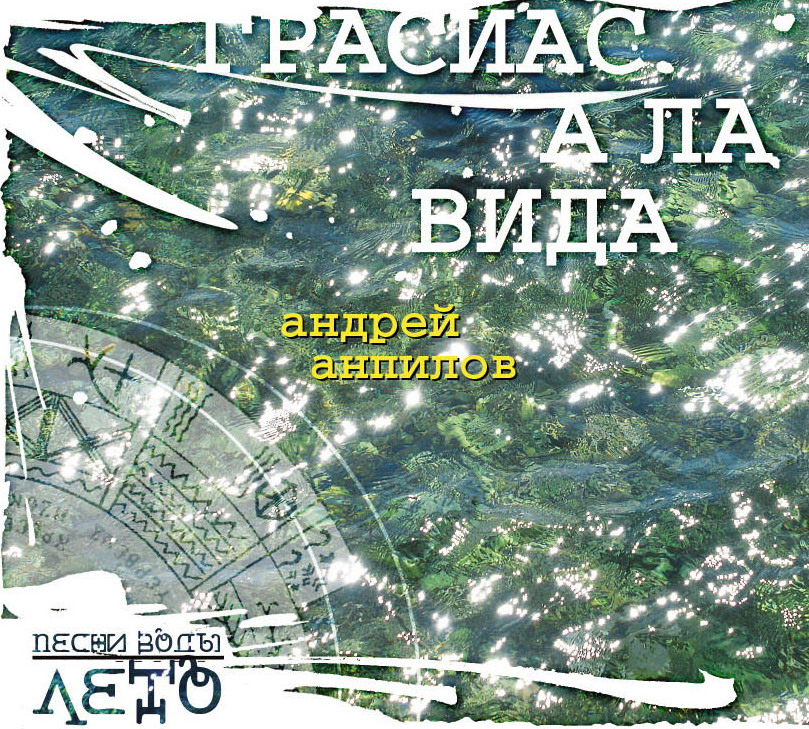 ГРАСИАС.
А ЛА
ВИДА
андрей
анпилов
ПЕСНИ ВОДЫ
ЛЕТО